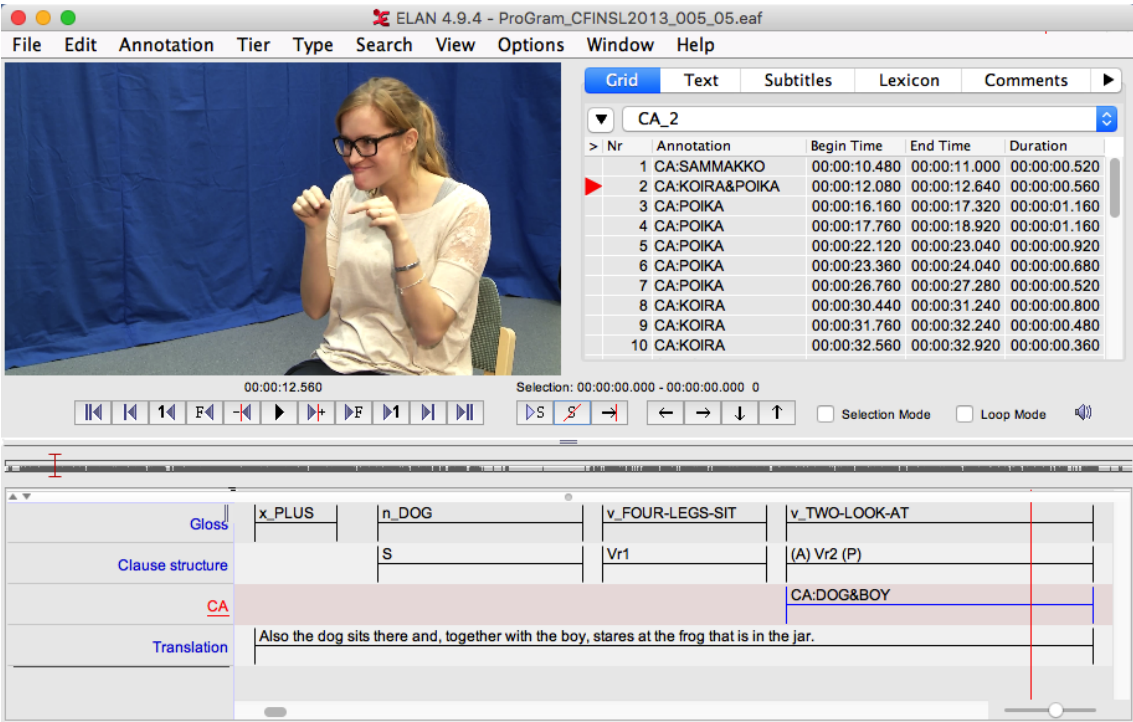 ELAN 4.9.4 - ProGram_CFINSL2013_005_05.eaf
File Edit Annotation Tier Type Search View Options Window Help
Grid Text Subtitles Lexicon Comments
CA_2
> Nr Annotation Begin Time End Time Duration
1 CA:SAMMAKKO 00:00:10.480 00:00:11.000 00:00:00.520
2 CA:KOIRA&POIKA 00:00:12.080 00:00:12.640 00:00:00.560
3 CA:POIKA 00:00:16.160 00:00:17.320 00:00:01.160
4 CA:POIKA 00:00:17.760 00:00:18.920 00:00:01.160
5 CA:POIKA 00:00:22.120 00:00:23.040 00:00:00.920
6 CA:POIKA 00:00:23.360 00:00:24.040 00:00:00.680
7 CA:POIKA 00:00:26.760 00:00:27.280 00:00:00.520
8 CA:KOIRA 00:00:30.440 00:00:31.240 00:00:00.800
9 CA:KOIRA 00:00:31.760 00:00:32.240 00:00:00.480
10 CA:KOIRA 00:00:32.560 00:00:32.920 00:00:00.360
00:00:12.560 Selection: 00:00:00.000 - 00:00:00.000 0
1 F F 1 S S Selection Mode Loop Mode
Gloss x_PLUS n_DOG v_FOUR-LEGS-SIT v_TWO-LOOK-AT
Clause structure S Vr1 (A) Vr2 (P)
CA CA:DOG&BOY
Translation Also the dog sits there and, together with the boy, stares at the frog that is in the jar.